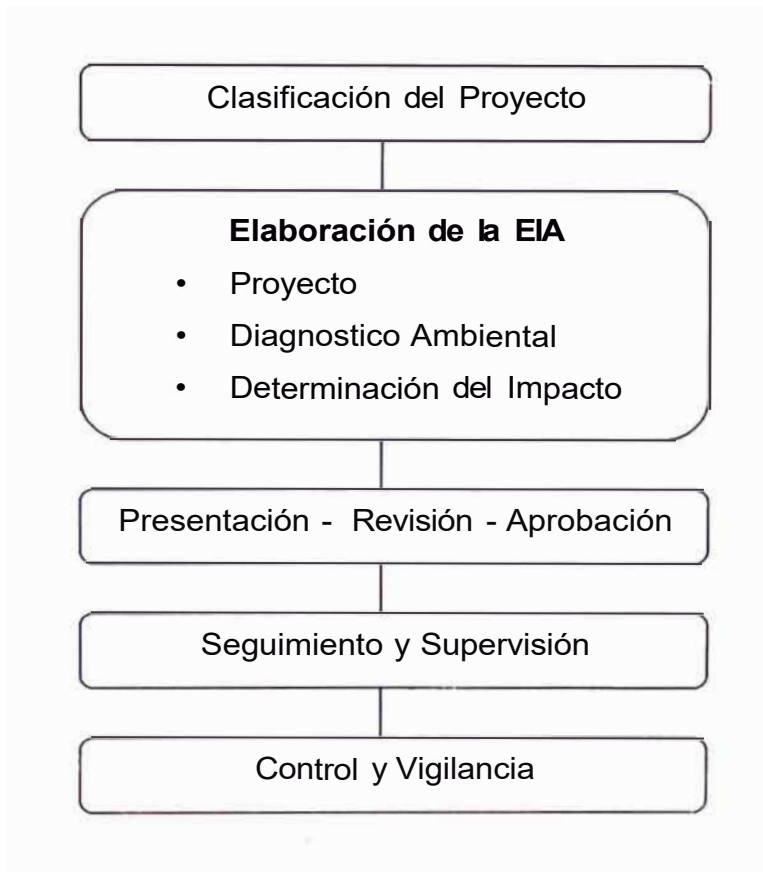 Clasificación del Proyecto
Elaboración de la EIA
• Proyecto
• Diagnostico Ambiental
• Determinación del Impacto
Presentación - Revisión - Aprobación
Seguimiento y Supervisión
Control y Vigilancia